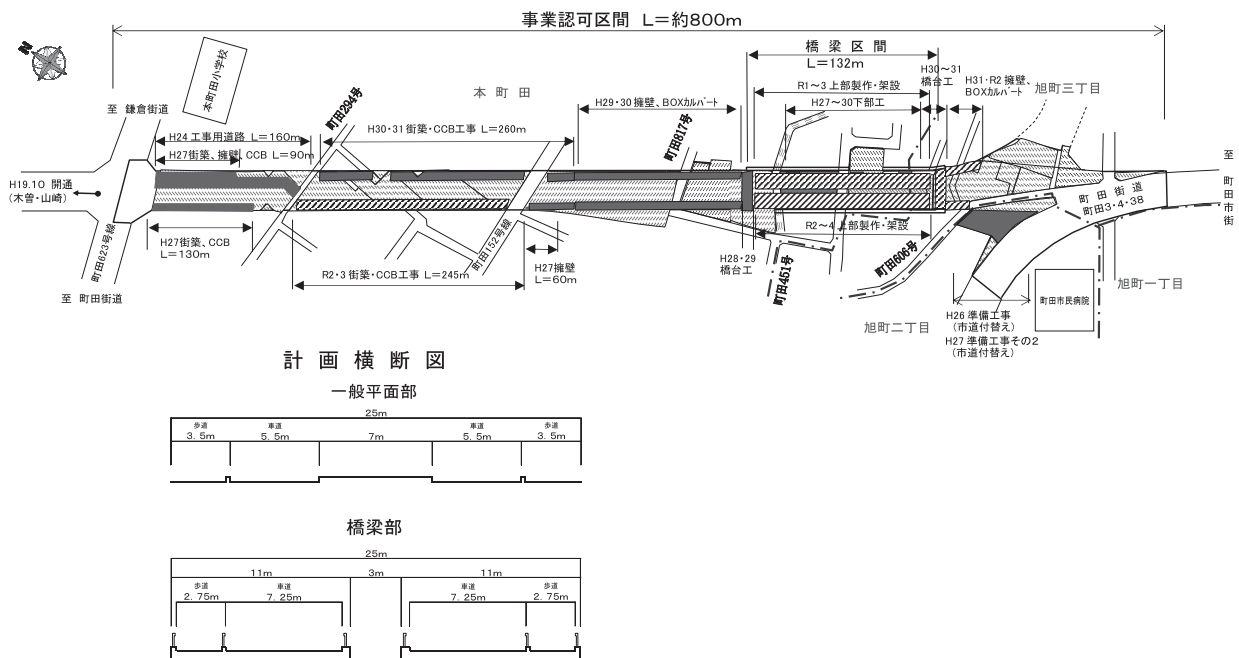 事業認可区間 L=約800m
N
本町田小学校
至 鎌倉街道
本町田
橋梁区間
L=132m
R1~3 上部製作・架設
H27~30下部工
H30~31
橋台工
H31・R2 擁壁、
BOXカルバート
旭町三丁目
町田294号
H29・30 擁壁、BOXカルバート
町田817号
H24 工事用道路 L=160m
H30・31 街築・CCB工事 L=260m
H27街築、擁壁、CCB L=90m
至 町田市街
H19.10 開通
(木曽・山崎)
町田街道
町田3・4・38
町田623号線
H27街築、CCB
L=130m
至 町田街道
R2・3 街築・CCB工事 L=245m
町田152号線
H27擁壁
L=60m
H28・29
橋台工
R2~4 上部製作・架設
町田451号
町田606号
旭町二丁目
H26 準備工事
(市道付替え)
H27 準備工事その2
(市道付替え)
町田市民病院
旭町一丁目
計画横断図
一般平面部
25m
歩道 車道 車道 歩道
3.5m 5.5m 7m 5.5m 3.5m
橋梁部
25m
11m 3m 11m
歩道 車道 車道 歩道
2.75m 7.25m 7.25m 2.75m